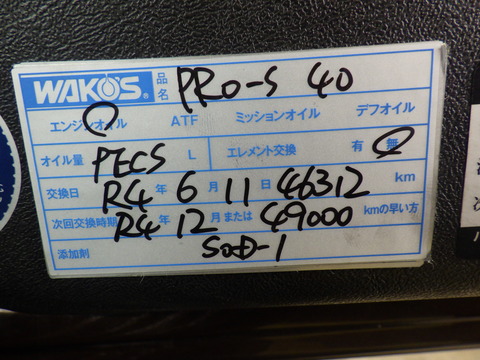 WAKO'S® 品名 PRO-S 40
エンジンオイル ATF ミッションオイル デフオイル
オイル量 PECS L エレメント交換 有 無
交換日 R4 年 6 月 11 日 46312 km
次回交換時期 R4 年 12 月または 49000 kmの早い方
添加剤 SOD-1